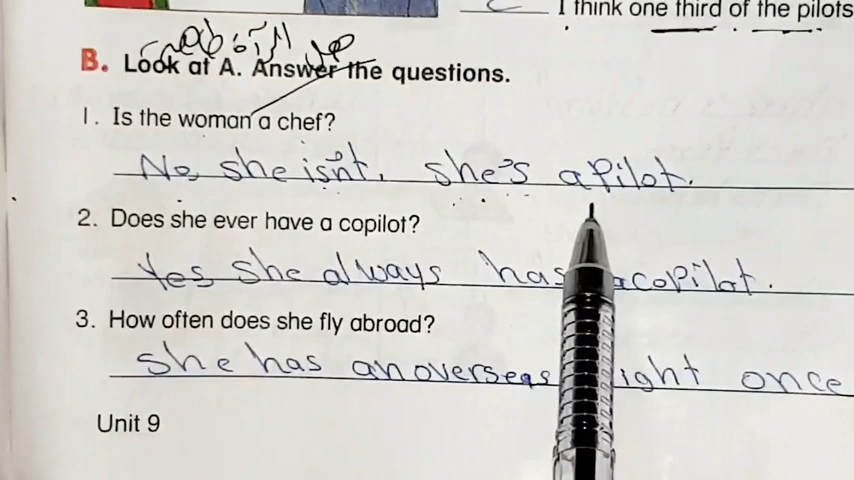 I think one third of the pilots
B. Look at A. Answer the questions.
1. Is the woman a chef?
No, she isn't. she's a Pilot.
2. Does she ever have a copilot?
Yes she always has a coPilot.
3. How often does she fly abroad?
she has an overseas once
Unit 9